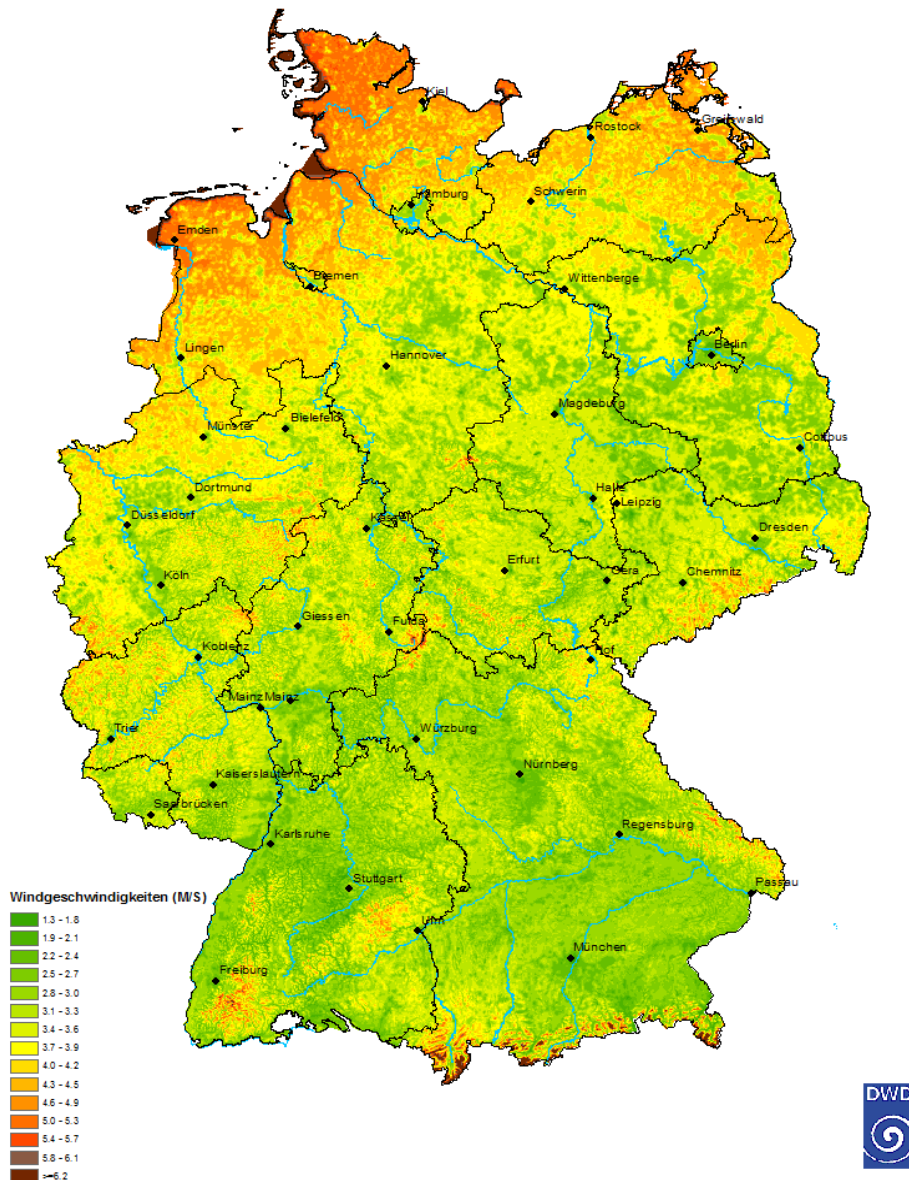 Kiel
Greifswald
Rostock
Hamburg
Schwerin
Emden
Bremen
Wittenberge
Berlin
Lingen
Hannover
Magdeburg
Bielefeld
Münster
Cottbus
Dortmund
Halle
Leipzig
Düsseldorf
Kassel
Dresden
Erfurt
Gera
Chemnitz
Köln
Giessen
Fulda
Koblenz
Hof
Mainz
Mainz
Trier
Würzburg
Nürnberg
Kaiserslautern
Saarbrücken
Regensburg
Karlsruhe
Stuttgart
Passau
Windgeschwindigkeiten (M/S)
1.3 - 1.8
1.9 - 2.1
2.2 - 2.4
2.5 - 2.7
2.8 - 3.0
3.1 - 3.3
3.4 - 3.6
3.7 - 3.9
4.0 - 4.2
4.3 - 4.5
4.6 - 4.9
5.0 - 5.3
5.4 - 5.7
5.8 - 6.1
>=6.2
Ulm
München
Freiburg
DWD